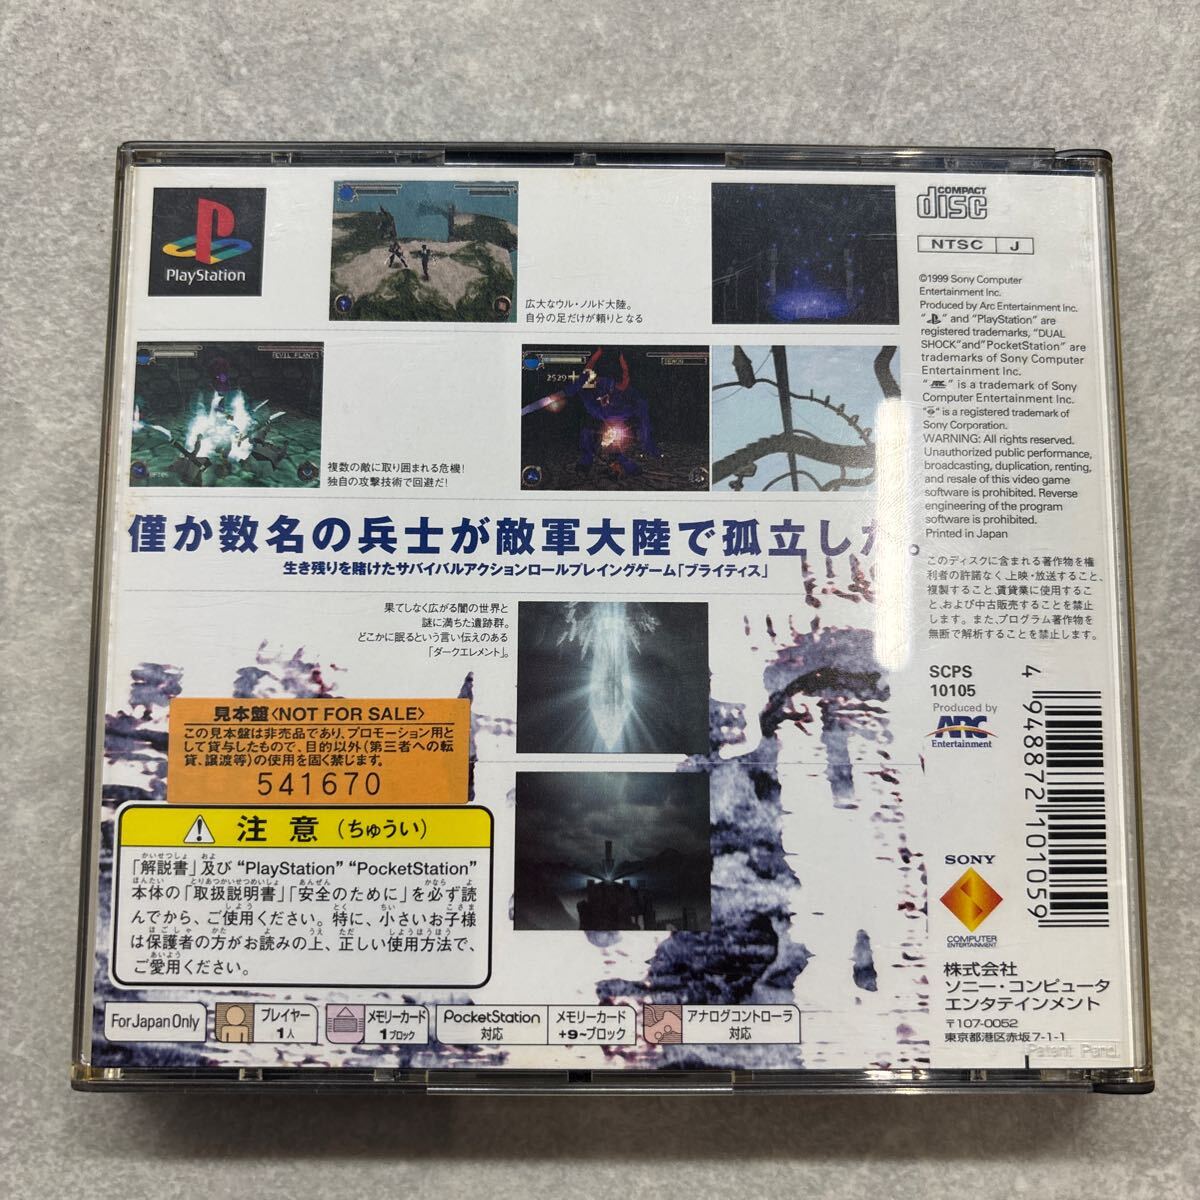 PlayStation
広大なウル・ノルド大陸。
自分の足だけが頼りとなる
EVIL PLANT
複数の敵に取り囲まれる危機!
独自の攻撃技術で回避だ!
2529 +2
DEMON
僅か数名の兵士が敵軍大陸で孤立した。
生き残りを賭けたサバイバルアクションロールプレイングゲーム「ブライティス」
果てしなく広がる闇の世界と
謎に満ちた遺跡群。
どこかに眠るという言い伝えのある
「ダークエレメント」。
見本盤〈NOT FOR SALE〉
この見本盤は非売品であり、プロモーション用と
して貸与したもので、目的以外(第三者への転
貸、譲渡等)の使用を固く禁じます。
541670
注意(ちゅうい)
「解説書」及び“PlayStation”“PocketStation”
本体の「取扱説明書」「安全のために」を必ず読
んでから、ご使用ください。特に、小さいお子様
は保護者の方がお読みの上、正しい使用方法で、
ご愛用ください。
For Japan Only
プレイヤー
1人
メモリーカード
1ブロック
PocketStation
対応
メモリーカード
+9~ブロック
アナログコントローラ
対応
COMPACT
disc
NTSC J
©1999 Sony Computer
Entertainment Inc.
Produced by Arc Entertainment Inc.
“ ” and “PlayStation” are
registered trademarks, “DUAL
SHOCK”and“PocketStation” are
trademarks of Sony Computer
Entertainment Inc.
“ARC” is a trademark of Sony
Computer Entertainment Inc.
“ ” is a registered trademark of
Sony Corporation.
WARNING: All rights reserved.
Unauthorized public performance,
broadcasting, duplication, renting,
and resale of this video game
software is prohibited. Reverse
engineering of the program
software is prohibited.
Printed in Japan
このディスクに含まれる著作物を権
利者の許諾なく、上映・放送すること、
複製すること、賃貸業に使用するこ
と、および中古販売することを禁止
します。また、プログラム著作物を
無断で解析することを禁止します。
SCPS
10105
Produced by
ARC
Entertainment
4 948872 101059
SONY
COMPUTER
ENTERTAINMENT
株式会社
ソニー・コンピュータ
エンタテインメント
〒107-0052
東京都港区赤坂7-1-1
Patent Pend.